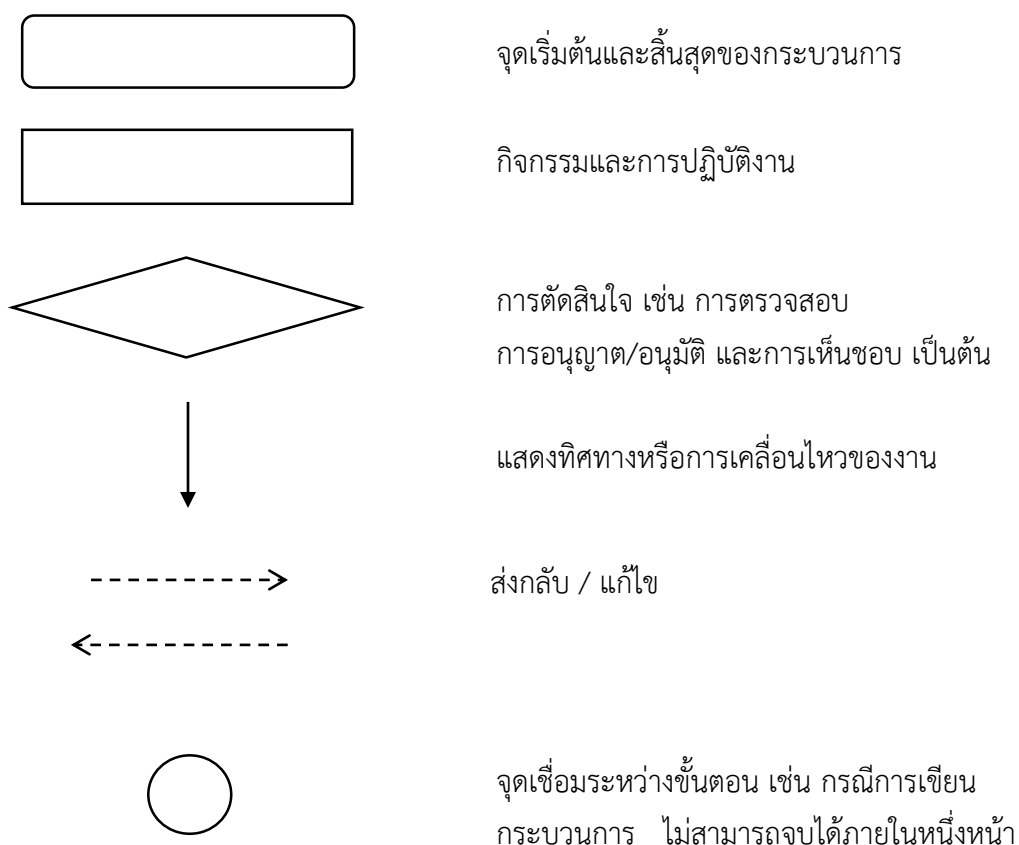 จุดเริ่มต้นและสิ้นสุดของกระบวนการ
กิจกรรมและการปฏิบัติงาน
การตัดสินใจ เช่น การตรวจสอบ
การอนุญาต/อนุมัติ และการเห็นชอบ เป็นต้น
แสดงทิศทางหรือการเคลื่อนไหวของงาน
ส่งกลับ / แก้ไข
จุดเชื่อมระหว่างขั้นตอน เช่น กรณีการเขียน
กระบวนการ ไม่สามารถจบได้ภายในหนึ่งหน้า